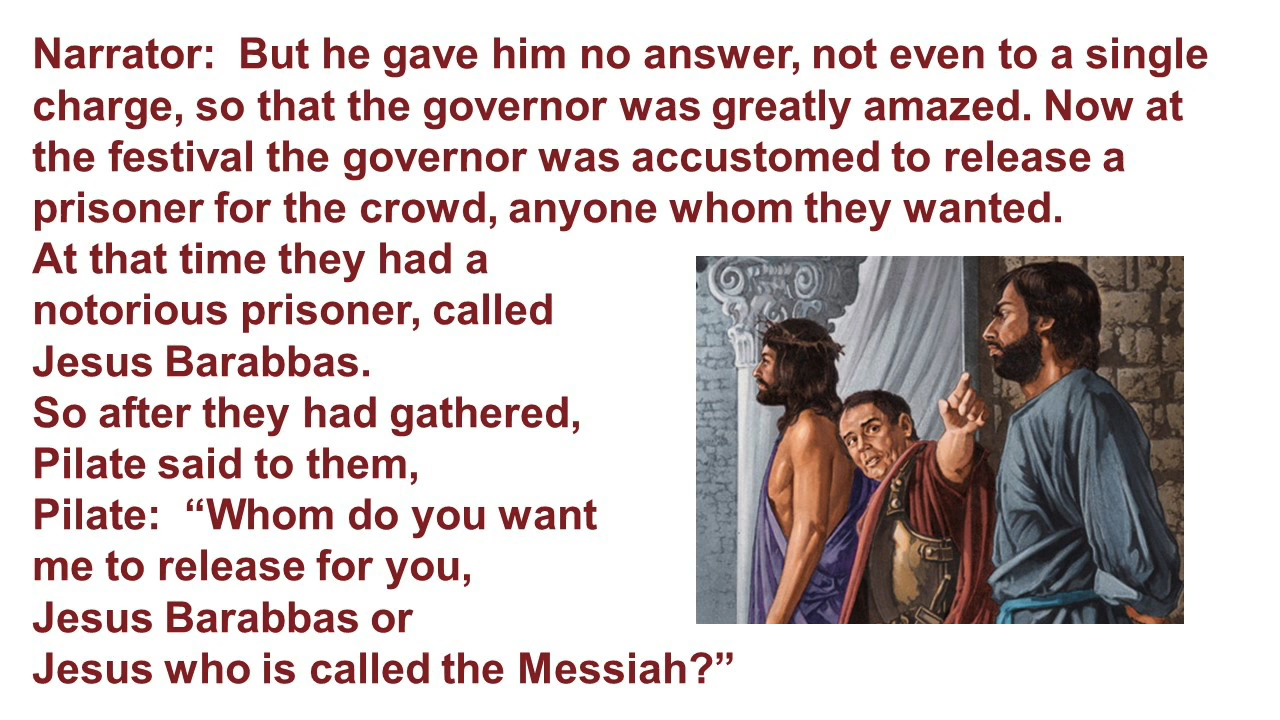 Narrator:  But he gave him no answer, not even to a single
charge, so that the governor was greatly amazed. Now at
the festival the governor was accustomed to release a
prisoner for the crowd, anyone whom they wanted.
At that time they had a
notorious prisoner, called
Jesus Barabbas.
So after they had gathered,
Pilate said to them,
Pilate:  “Whom do you want
me to release for you,
Jesus Barabbas or
Jesus who is called the Messiah?”